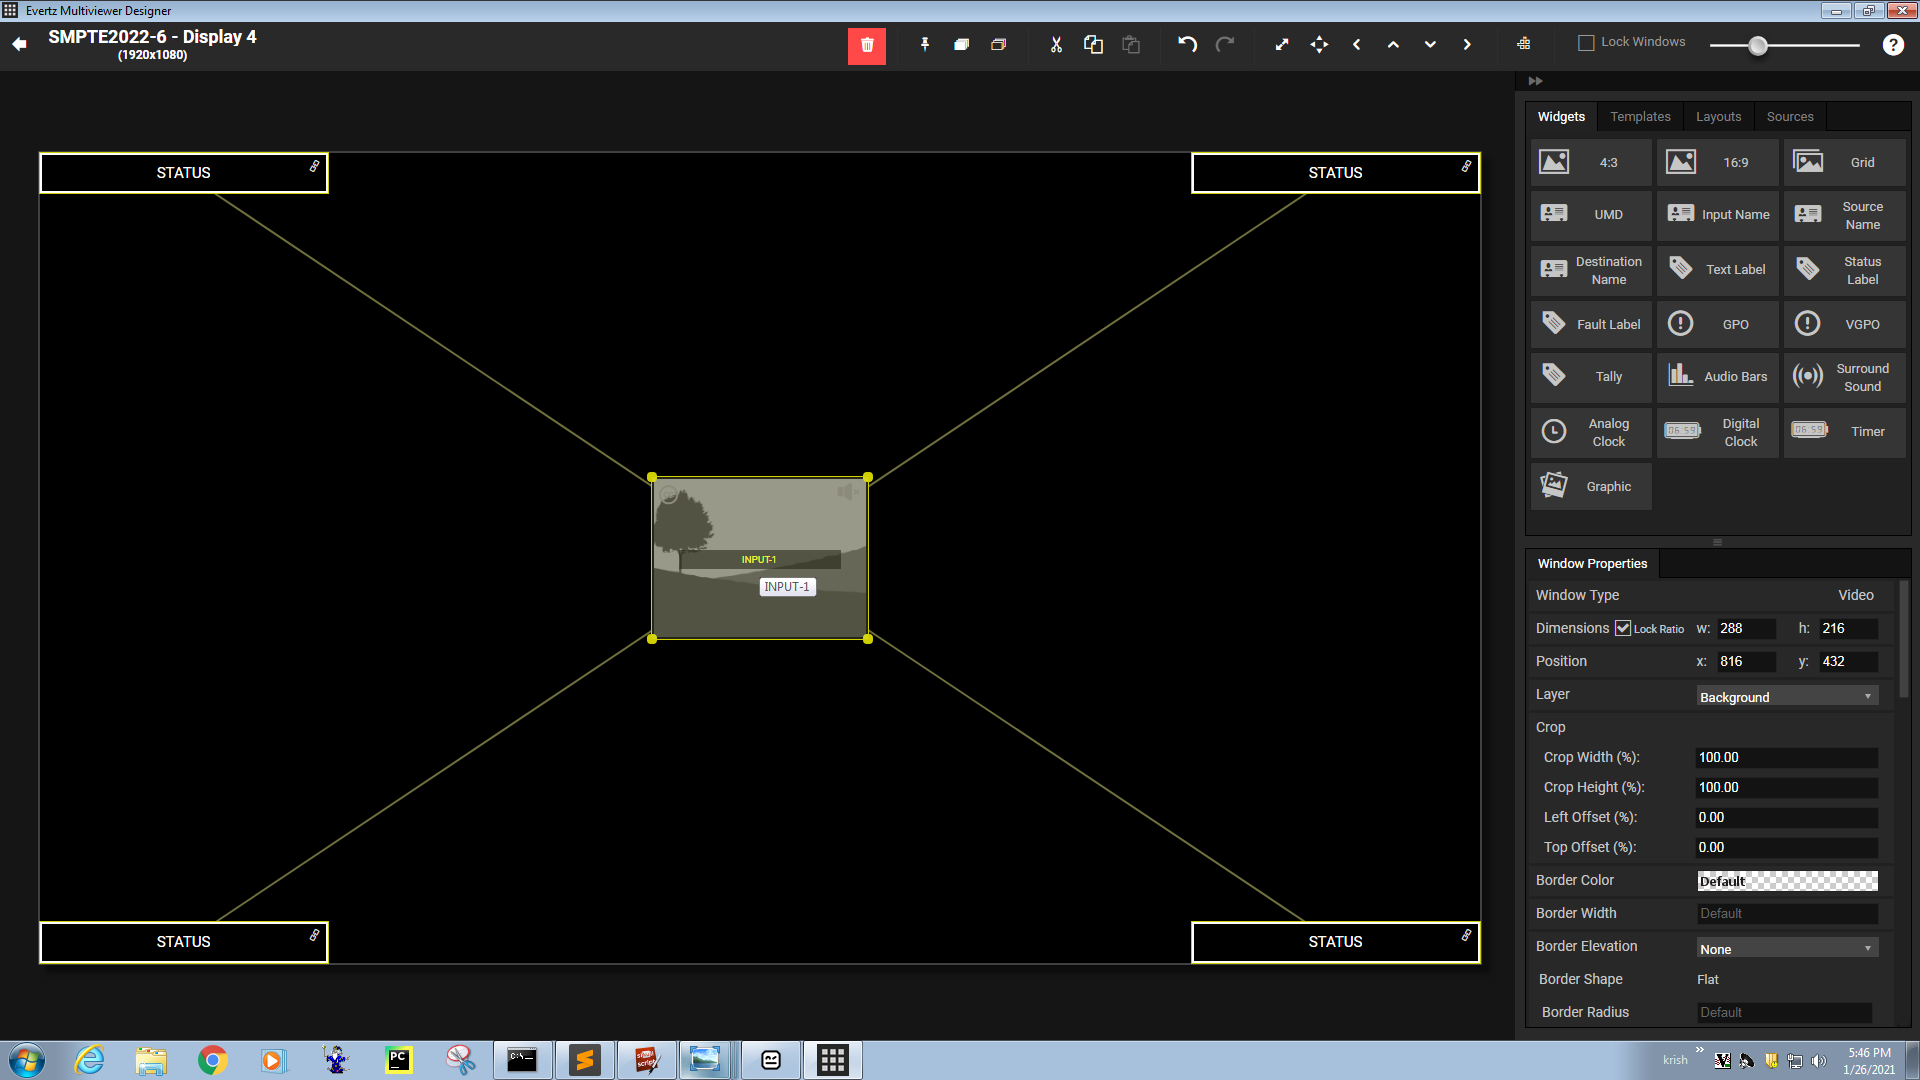 Evertz Multiviewer Designer
SMPTE2022-6 - Display 4
(1920x1080)
Lock Windows
?
Widgets Templates Layouts Sources
4:3 16:9 Grid
UMD Input Name Source Name
Destination Name Text Label Status Label
Fault Label GPO VGPO
Tally Audio Bars Surround Sound
Analog Clock Digital Clock Timer
Graphic
STATUS
STATUS
INPUT-1
INPUT-1
STATUS
STATUS
Window Properties
Window Type Video
Dimensions Lock Ratio w: 288 h: 216
Position x: 816 y: 432
Layer Background
Crop
Crop Width (%): 100.00
Crop Height (%): 100.00
Left Offset (%): 0.00
Top Offset (%): 0.00
Border Color Default
Border Width Default
Border Elevation None
Border Shape Flat
Border Radius Default
PC
C:\
krish
5:46 PM
1/26/2021